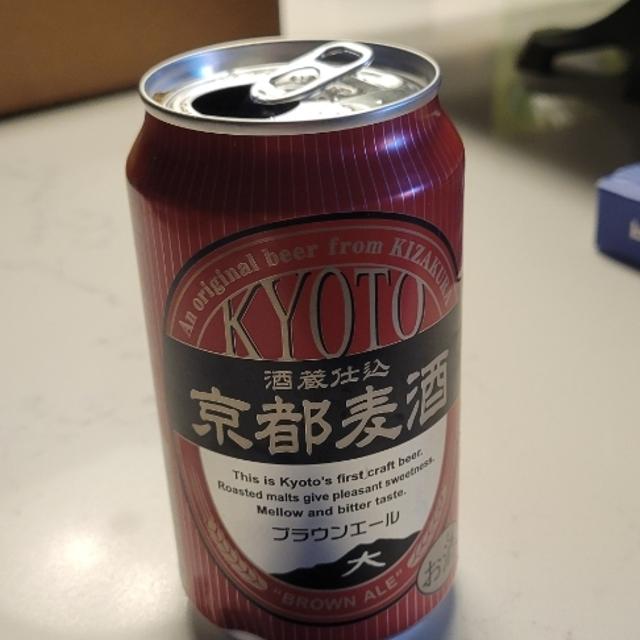 An original beer from KIZAKURA
KYOTO
酒蔵仕込
京都麦酒
This is Kyoto's first craft beer.
Roasted malts give pleasant sweetness.
Mellow and bitter taste.
ブラウンエール
大
"BROWN ALE"
お酒